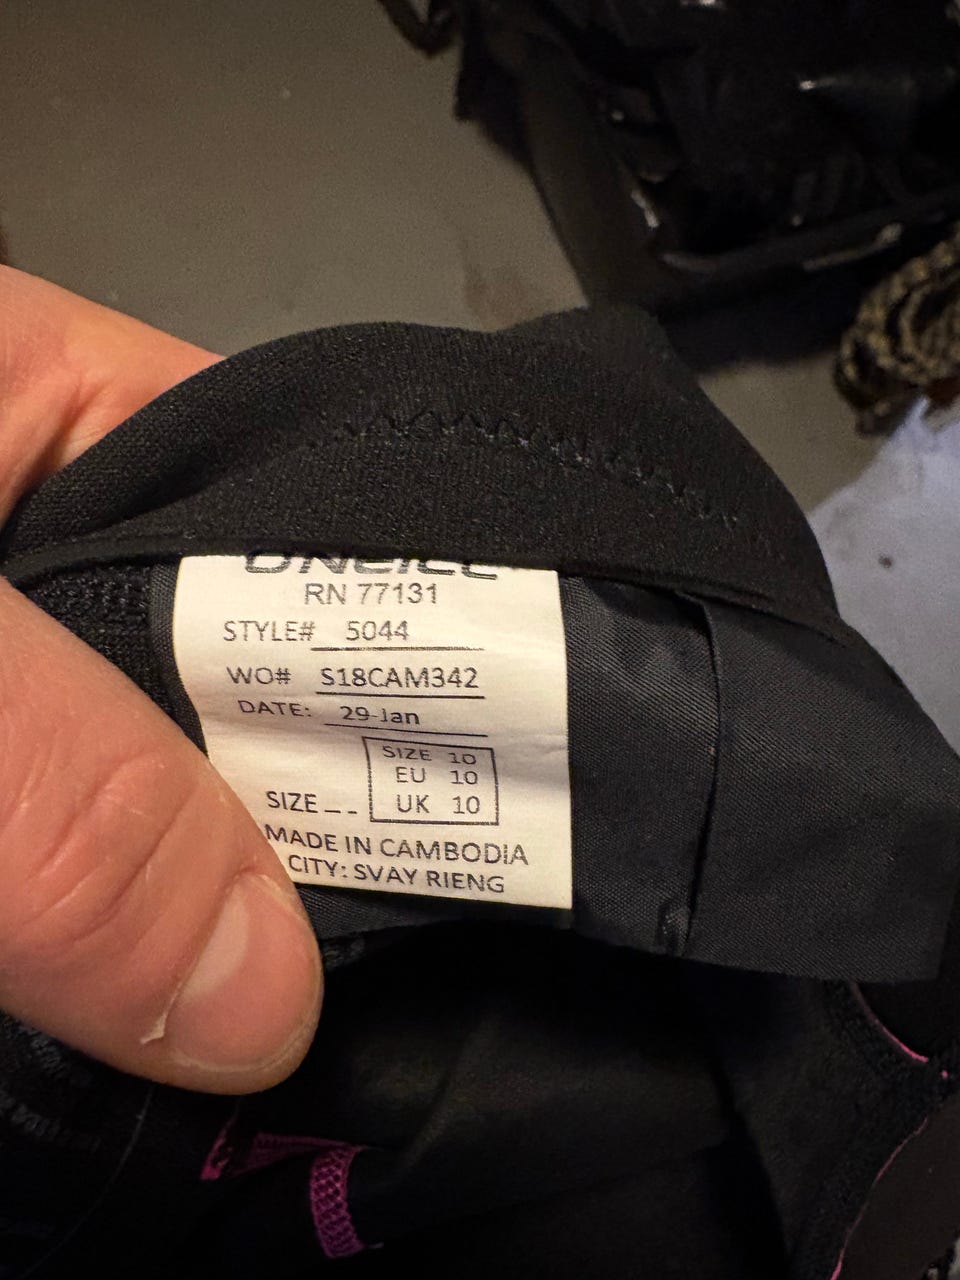 O'NEILL
RN 77131
STYLE# 5044
WO# S18CAM342
DATE: 29-Jan
SIZE 10
EU 10
UK 10
SIZE _ _
MADE IN CAMBODIA
CITY: SVAY RIENG